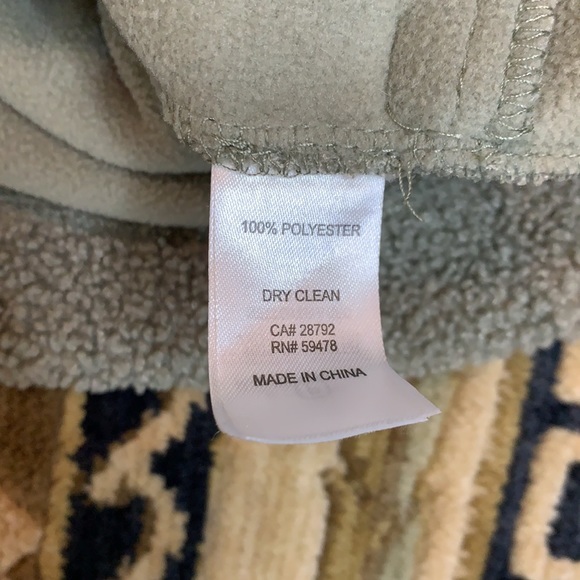 100% POLYESTER
DRY CLEAN
CA# 28792
RN# 59478
MADE IN CHINA